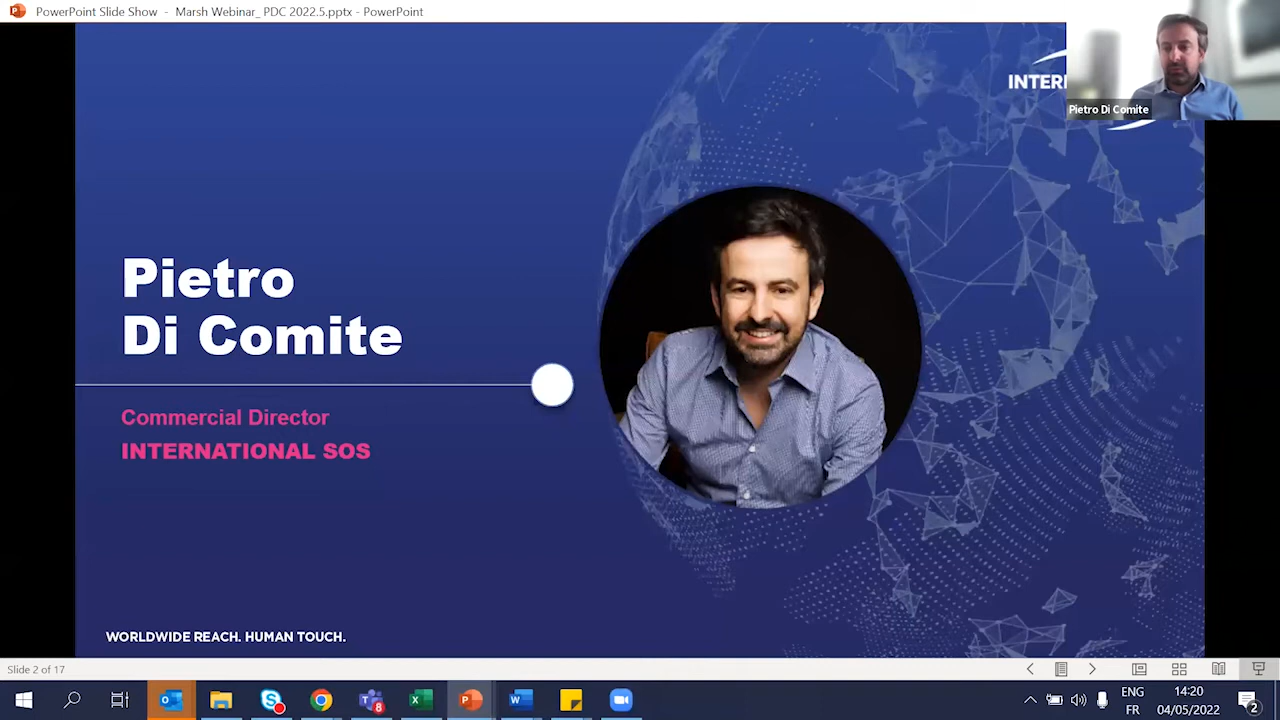 PowerPoint Slide Show - Marsh Webinar_ PDC 2022.5.pptx - PowerPoint
INTER
Pietro Di Comite
Pietro
Di Comite
Commercial Director
INTERNATIONAL SOS
WORLDWIDE REACH. HUMAN TOUCH.
Slide 2 of 17
8
ENG
FR
14:20
04/05/2022
2